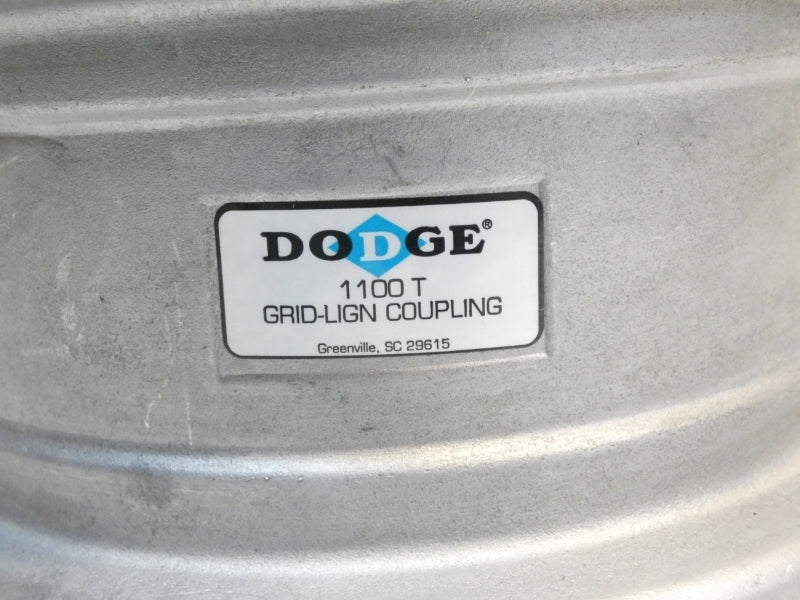 DODGE®
1100 T
GRID-LIGN COUPLING
Greenville, SC 29615